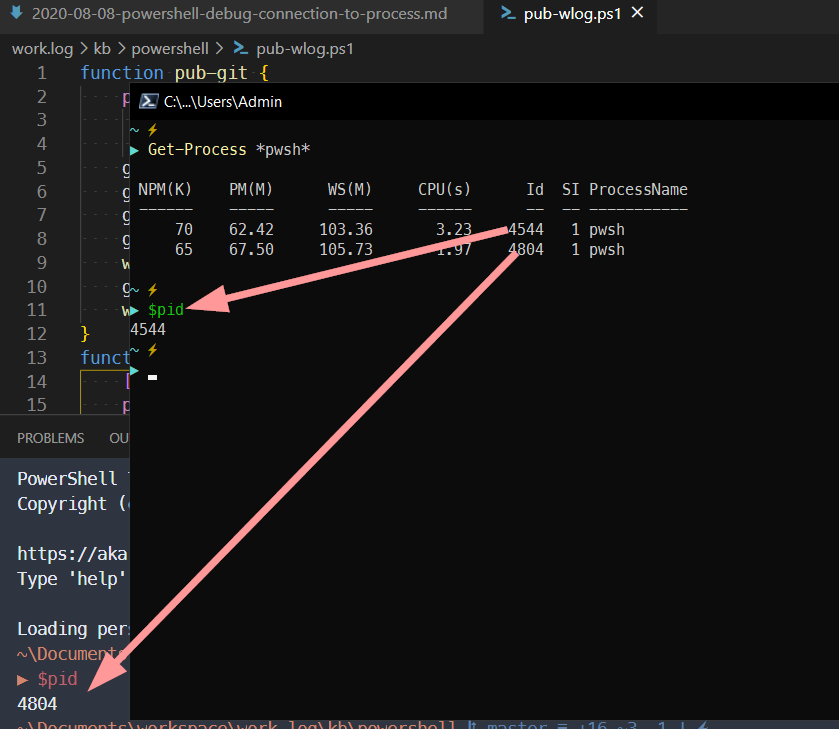 2020-08-08-powershell-debug-connection-to-process.md
pub-wlog.ps1
work.log > kb > powershell > pub-wlog.ps1
1 function pub-git {
2 p
3
4
5 g
6 g
7 g
8 g
9 w
10 g
11 w
12 }
13 funct
14 [
15 p
C:\...\Users\Admin
~ ⚡
Get-Process *pwsh*
NPM(K) PM(M) WS(M) CPU(s) Id SI ProcessName
------ ----- ----- ------ -- -- -----------
70 62.42 103.36 3.23 4544 1 pwsh
65 67.50 105.73 1.97 4804 1 pwsh
~ ⚡
$pid
4544
~ ⚡
PROBLEMS OU
PowerShell
Copyright (
https://aka
Type 'help'
Loading pers
~\Documents
$pid
4804
~\Documents\workspace\work.log\kb\powershell master ≡ +16 ~3 -1 !